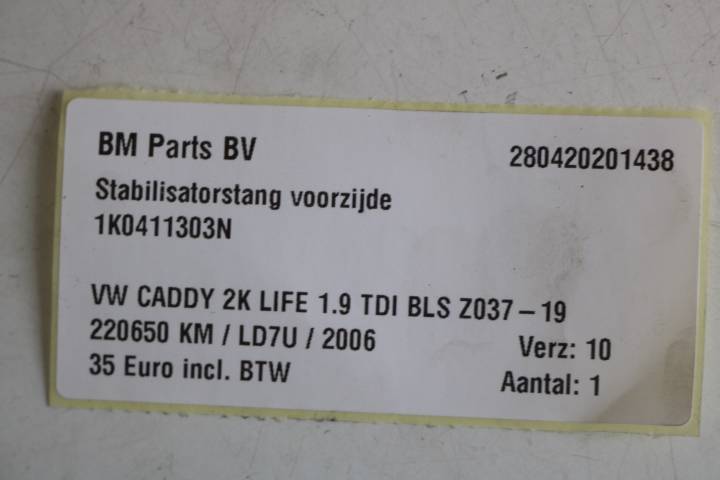 BM Parts BV 280420201438
Stabilisatorstang voorzijde
1K0411303N
VW CADDY 2K LIFE 1.9 TDI BLS Z037 – 19
220650 KM / LD7U / 2006 Verz: 10
35 Euro incl. BTW Aantal: 1